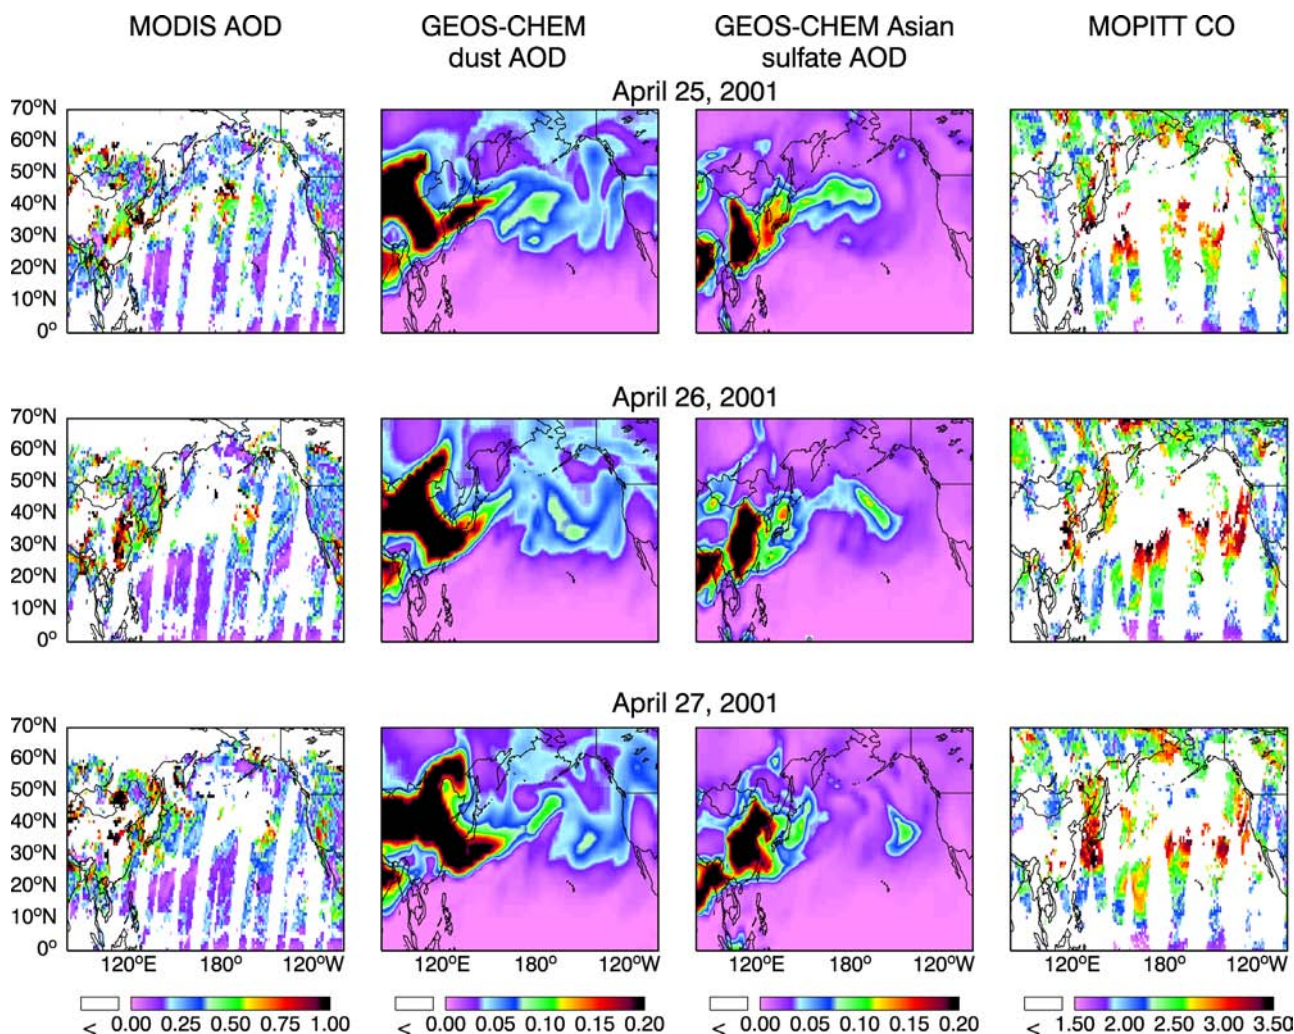 MODIS AOD GEOS-CHEM GEOS-CHEM Asian MOPITT CO
dust AOD sulfate AOD
April 25, 2001
70°N
60°N
50°N
40°N
30°N
20°N
10°N
0°
April 26, 2001
70°N
60°N
50°N
40°N
30°N
20°N
10°N
0°
April 27, 2001
70°N
60°N
50°N
40°N
30°N
20°N
10°N
0°
120°E 180° 120°W 120°E 180° 120°W 120°E 180° 120°W 120°E 180° 120°W
< 0.00 0.25 0.50 0.75 1.00 < 0.00 0.05 0.10 0.15 0.20 < 0.00 0.05 0.10 0.15 0.20 < 1.50 2.00 2.50 3.00 3.50